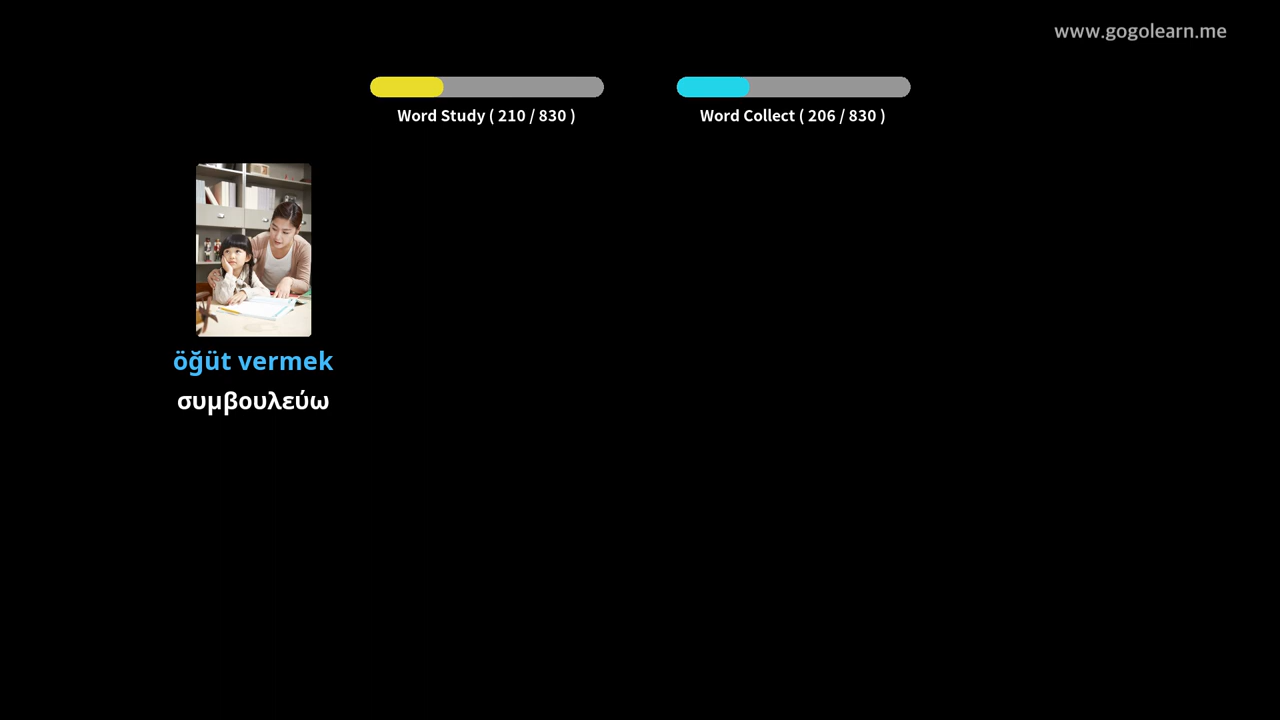 www.gogolearn.me
Word Study ( 210 / 830 )
Word Collect ( 206 / 830 )
öğüt vermek
συμβουλεύω